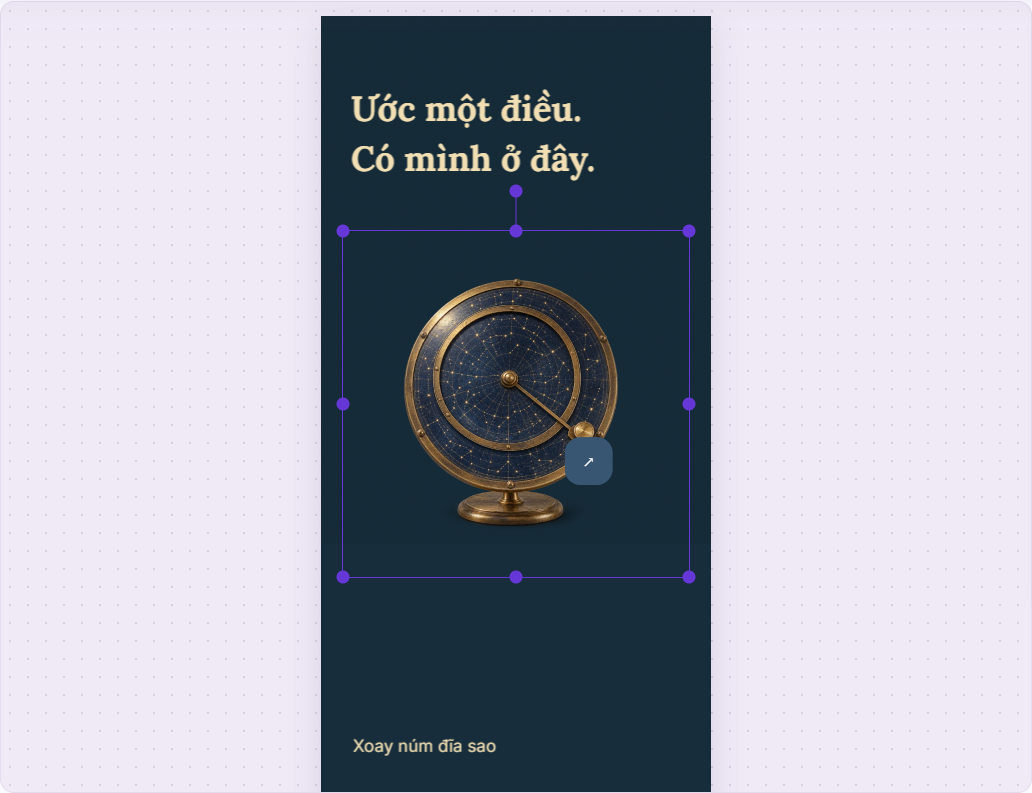 Ước một điều.
Có mình ở đây.
Xoay núm đĩa sao